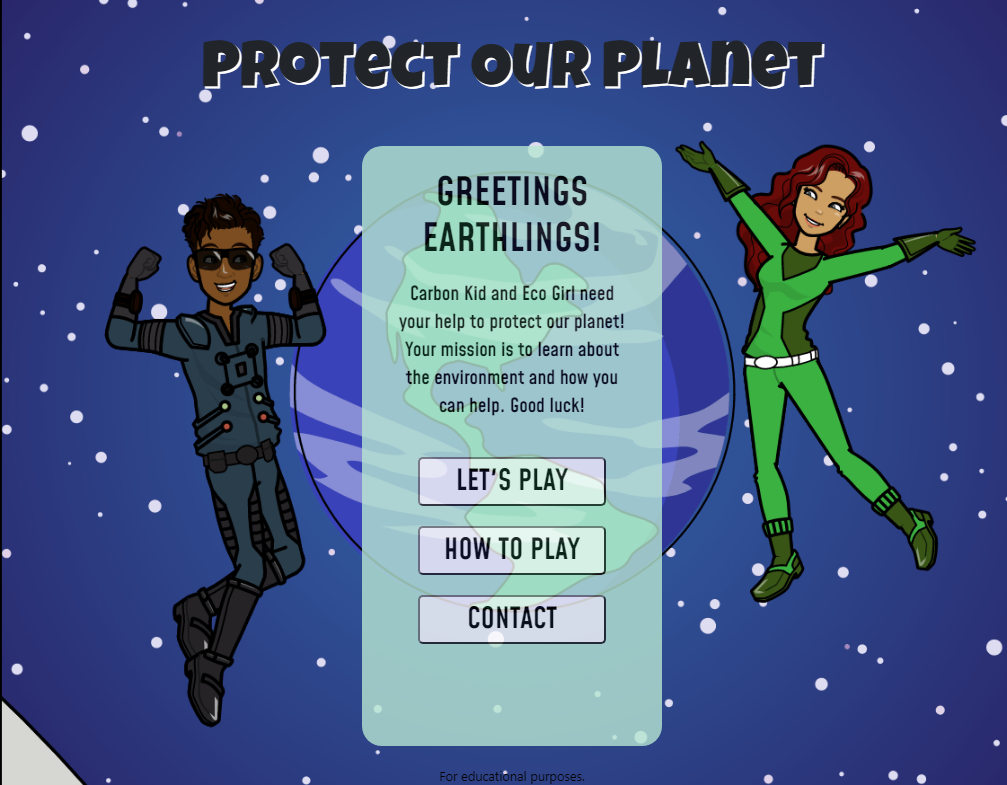 PROTECT OUR PLANET
GREETINGS
EARTHLINGS!
Carbon Kid and Eco Girl need
your help to protect our planet!
Your mission is to learn about
the environment and how you
can help. Good luck!
LET'S PLAY
HOW TO PLAY
CONTACT
For educational purposes.